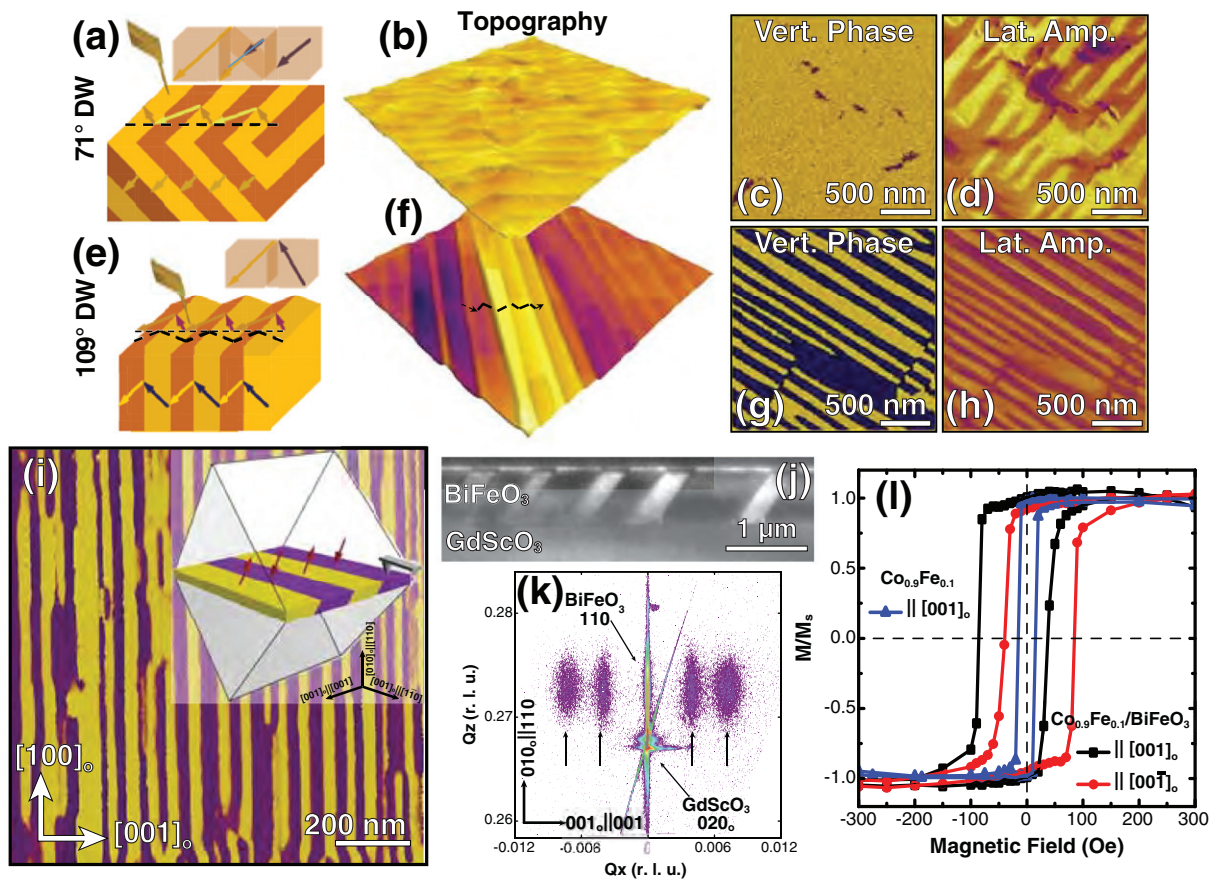 Topography
(a)
71° DW
(b)
Vert. Phase
(c)
500 nm
Lat. Amp.
(d)
500 nm
(e)
109° DW
(f)
Vert. Phase
(g)
500 nm
Lat. Amp.
(h)
500 nm
(i)
[010]ₒ||[110]
[001]ₒ||[001]
[100]ₒ
[001]ₒ
200 nm
(j)
BiFeO₃
GdScO₃
1 µm
(k)
BiFeO₃
110
0.28
0.27
0.26
Qz (r. l. u.)
010ₒ||110
001ₒ||001
GdScO₃
020ₒ
-0.012
-0.006
0
0.006
0.012
Qx (r. l. u.)
(l)
1.0
0.5
0.0
-0.5
-1.0
M/Mₛ
Co₀.₉Fe₀.₁
|| [001]ₒ
Co₀.₉Fe₀.₁/BiFeO₃
|| [001]ₒ
|| [001̄]ₒ
-300
-200
-100
0
100
200
300
Magnetic Field (Oe)